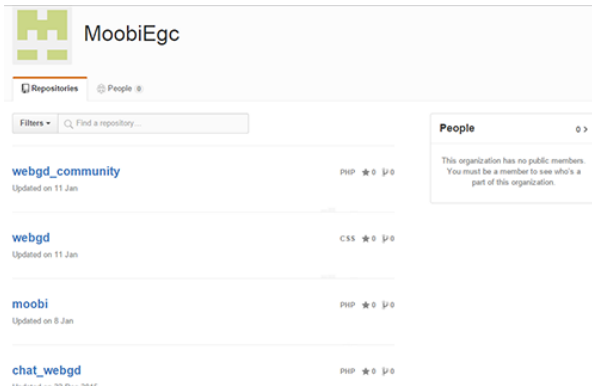 MoobiEgc
Repositories People 0
Filters Find a repository...
webgd_community PHP 0 0
Updated on 11 Jan
webgd CSS 0 0
Updated on 11 Jan
moobi PHP 0 0
Updated on 8 Jan
chat_webgd PHP 0 0
People 0 >
This organization has no public members.
You must be a member to see who's a
part of this organization.